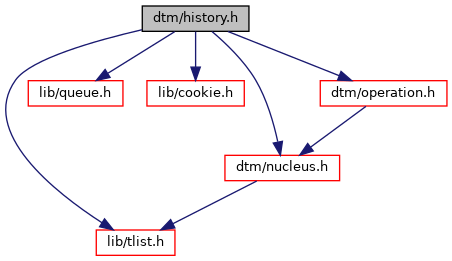 dtm/history.h
lib/queue.h
lib/cookie.h
dtm/operation.h
dtm/nucleus.h
lib/tlist.h